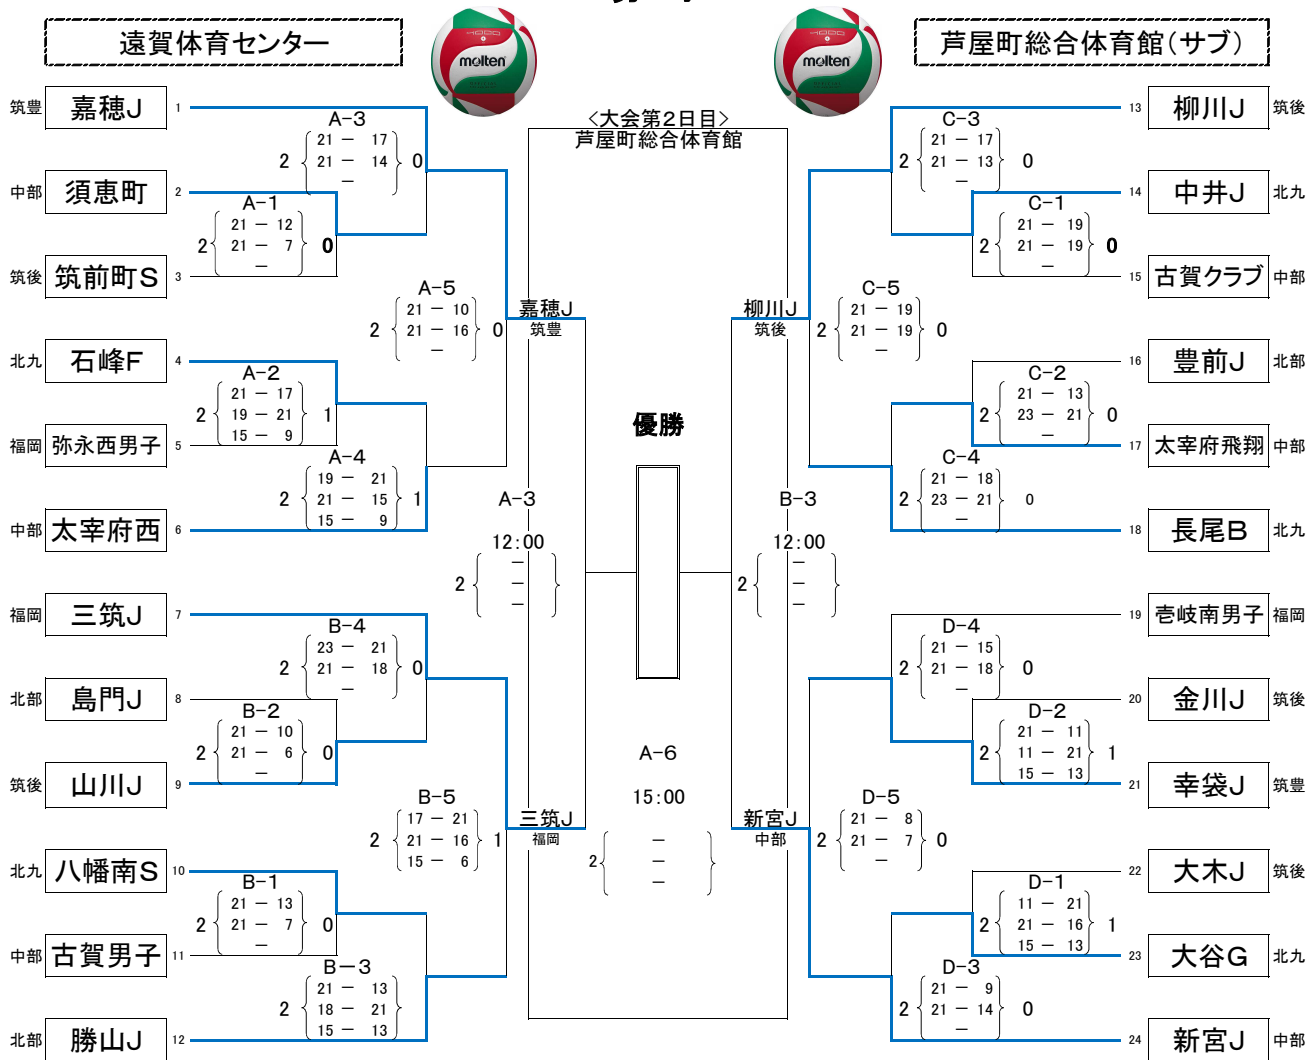 遠賀体育センター
芦屋町総合体育館(サブ)
molten
molten
<大会第2日目>
芦屋町総合体育館
筑豊 嘉穂J 1
中部 須恵町 2
筑後 筑前町S 3
北九 石峰F 4
福岡 弥永西男子 5
中部 太宰府西 6
福岡 三筑J 7
北部 島門J 8
筑後 山川J 9
北九 八幡南S 10
中部 古賀男子 11
北部 勝山J 12
A-3
21 － 17
2 21 － 14 0
－
A-1
21 － 12
2 21 － 7 0
－
A-5
21 － 10
2 21 － 16 0
－
A-2
21 － 17
2 19 － 21 1
15 － 9
A-4
19 － 21
2 21 － 15 1
15 － 9
B-4
23 － 21
2 21 － 18 0
－
B-2
21 － 10
2 21 － 6 0
－
B-5
17 － 21
2 21 － 16 1
15 － 6
B-1
21 － 13
2 21 － 7 0
－
B－3
21 － 13
2 18 － 21
15 － 13
嘉穂J
筑豊
三筑J
福岡
A-3
12:00
－
2 －
－
優勝
A-6
15:00
－
2 －
－
B-3
12:00
－
2 －
－
柳川J
筑後
新宮J
中部
C-3
21 － 17
2 21 － 13 0
－
C-1
21 － 19
2 21 － 19 0
－
C-5
21 － 19
2 21 － 19 0
－
C-2
21 － 13
2 23 － 21 0
－
C-4
21 － 18
2 23 － 21 0
－
D-4
21 － 15
2 21 － 18 0
－
D-2
21 － 11
2 11 － 21 1
15 － 13
D-5
21 － 8
2 21 － 7 0
－
D-1
11 － 21
2 21 － 16 1
15 － 13
D-3
21 － 9
2 21 － 14 0
－
13 柳川J 筑後
14 中井J 北九
15 古賀クラブ 中部
16 豊前J 北部
17 太宰府飛翔 中部
18 長尾B 北九
19 壱岐南男子 福岡
20 金川J 筑後
21 幸袋J 筑豊
22 大木J 筑後
23 大谷G 北九
24 新宮J 中部